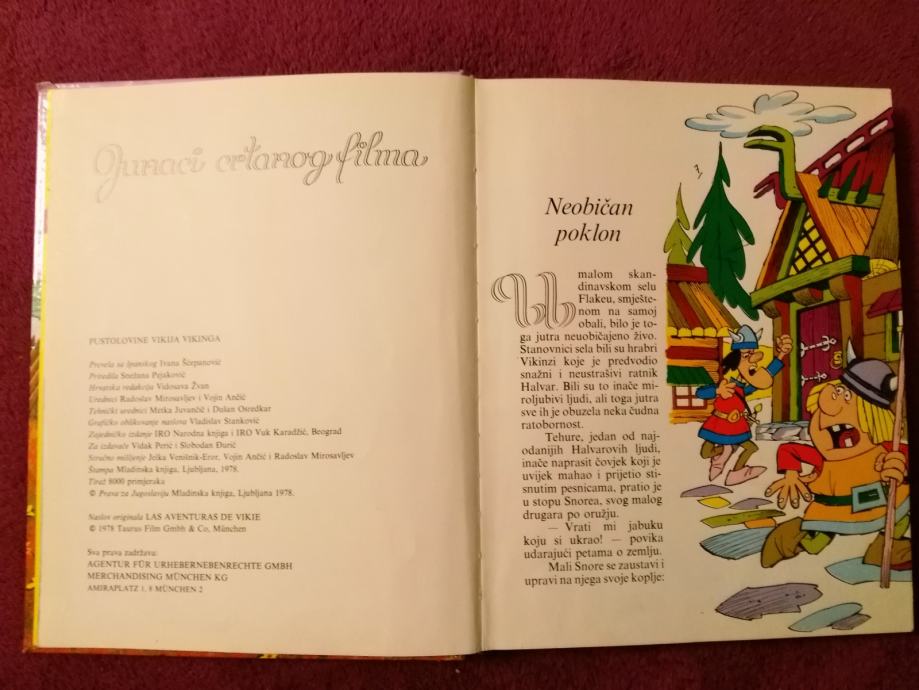 Junaci crtanog filma
PUSTOLOVINE VIKIJA VIKINGA
Prevela sa španskog Ivana Šćepanović
Priredila Snežana Pejaković
Hrvatska redakcija Vidosava Žvan
Urednici Radoslav Mirosavljev i Vojin Ančić
Tehnički urednici Metka Juvančič i Dušan Osredkar
Grafičko oblikovanje naslova Vladislav Stanković
Zajedničko izdanje IRO Narodna knjiga i IRO Vuk Karadžić, Beograd
Za izdavače Vidak Perić i Slobodan Đurić
Stručno mišljenje Jelka Venišnik-Eror, Vojin Ančić i Radoslav Mirosavljev
Štampa Mladinska knjiga, Ljubljana, 1978.
Tiraž 8000 primjeraka
© Prava za Jugoslaviju Mladinska knjiga, Ljubljana 1978.
Naslov originala LAS AVENTURAS DE VIKIE
© 1978 Taurus Film Gmbh & Co, München
Sva prava zadržava:
AGENTUR FÜR URHEBERNEBENRECHTE GMBH
MERCHANDISING MÜNCHEN KG
AMIRAPLATZ 1, 8 MÜNCHEN 2
Neobičan
poklon
U malom skan-
dinavskom selu
Flakeu, smješte-
nom na samoj
obali, bilo je to-
ga jutra neuobičajeno živo.
Stanovnici sela bili su hrabri
Vikinzi koje je predvodio
snažni i neustrašivi ratnik
Halvar. Bili su to inače mi-
roljubivi ljudi, ali toga jutra
sve ih je obuzela neka čudna
ratobornost.
Tehure, jedan od naj-
odanijih Halvarovih ljudi,
inače naprasit čovjek koji je
uvijek mahao i prijetio sti-
snutim pesnicama, pratio je
u stopu Snorea, svog malog
drugara po oružju.
— Vrati mi jabuku
koju si ukrao! — povika
udarajući petama o zemlju.
Mali Snore se zaustavi i
upravi na njega svoje koplje: